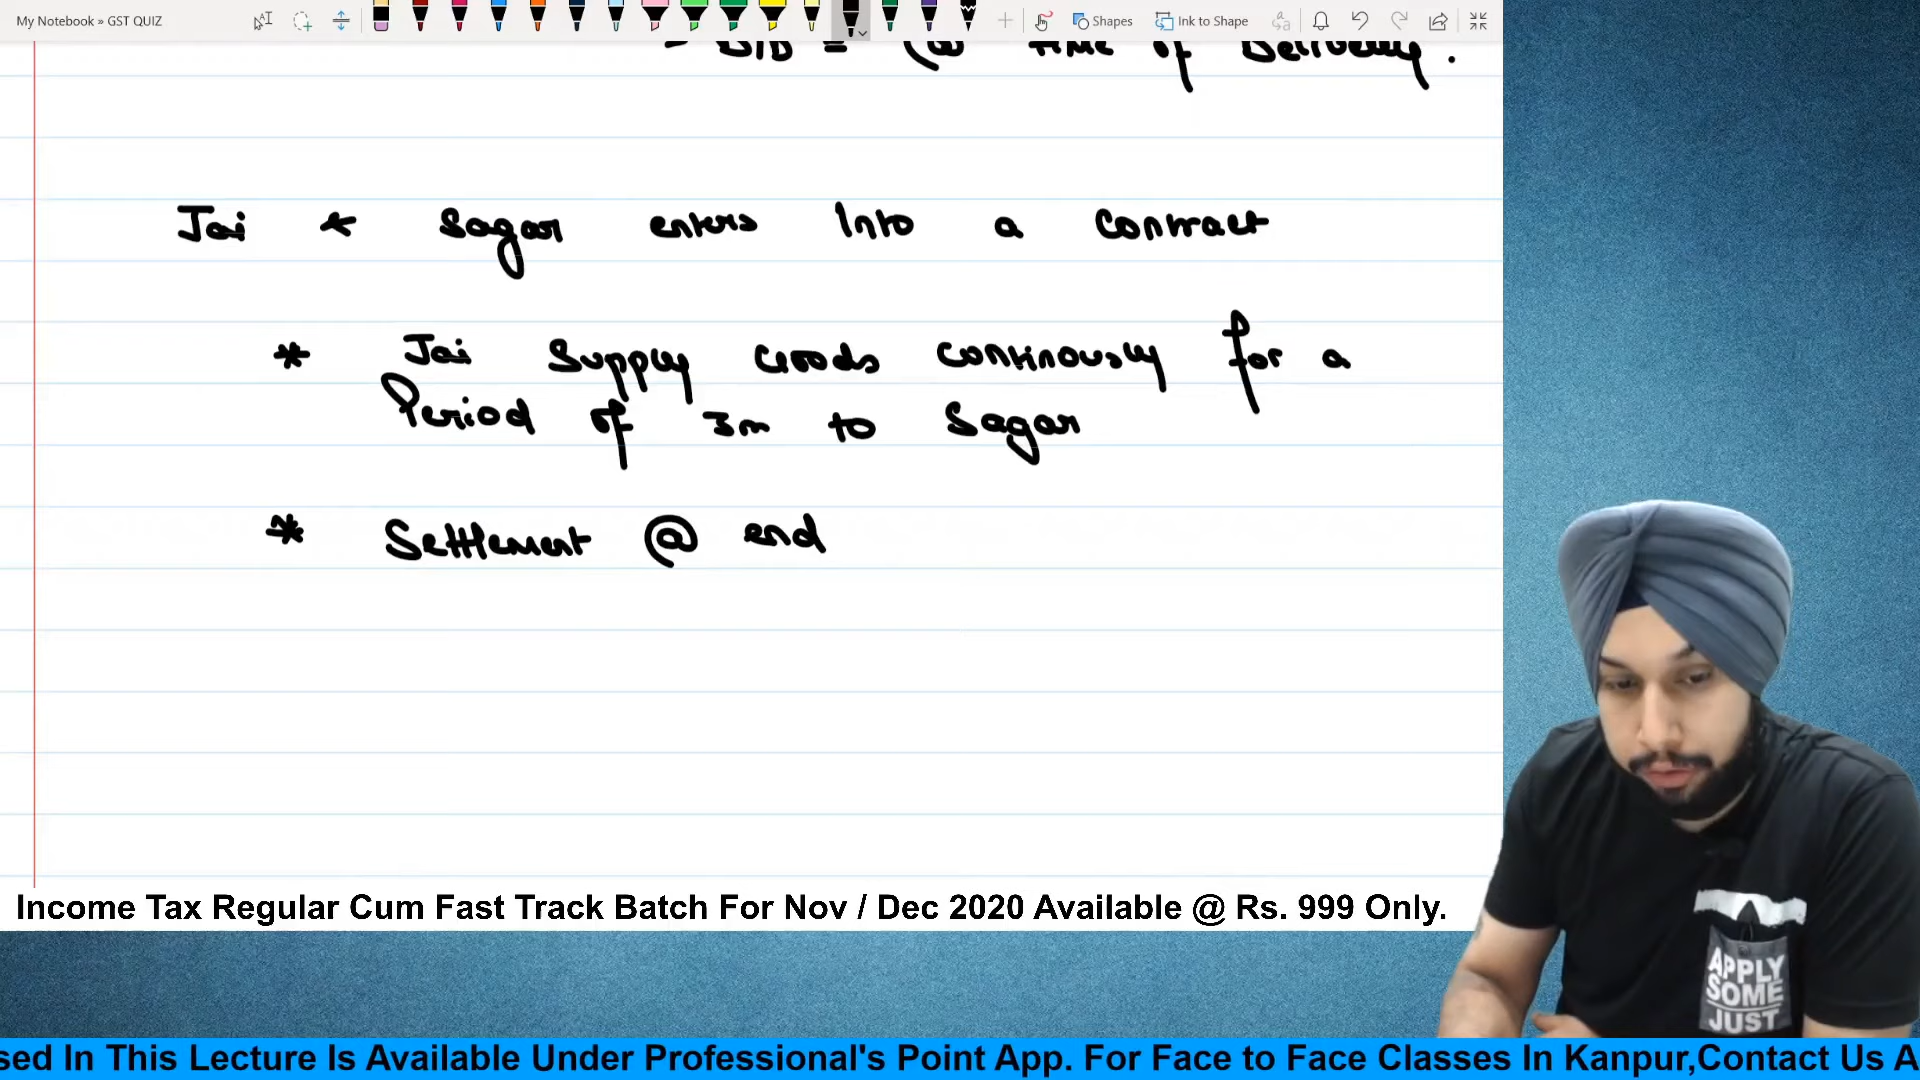 My Notebook » GST QUIZ
Shapes
Ink to Shape
of Delivery.
Jai & Sagar enters Into a Contract
* Jai Supply Goods Continously for a
Period of 3m to Sagar
* Settlement @ end
APPLY
SOME
JUST
Income Tax Regular Cum Fast Track Batch For Nov / Dec 2020 Available @ Rs. 999 Only.
sed In This Lecture Is Available Under Professional's Point App. For Face to Face Classes In Kanpur,Contact Us A